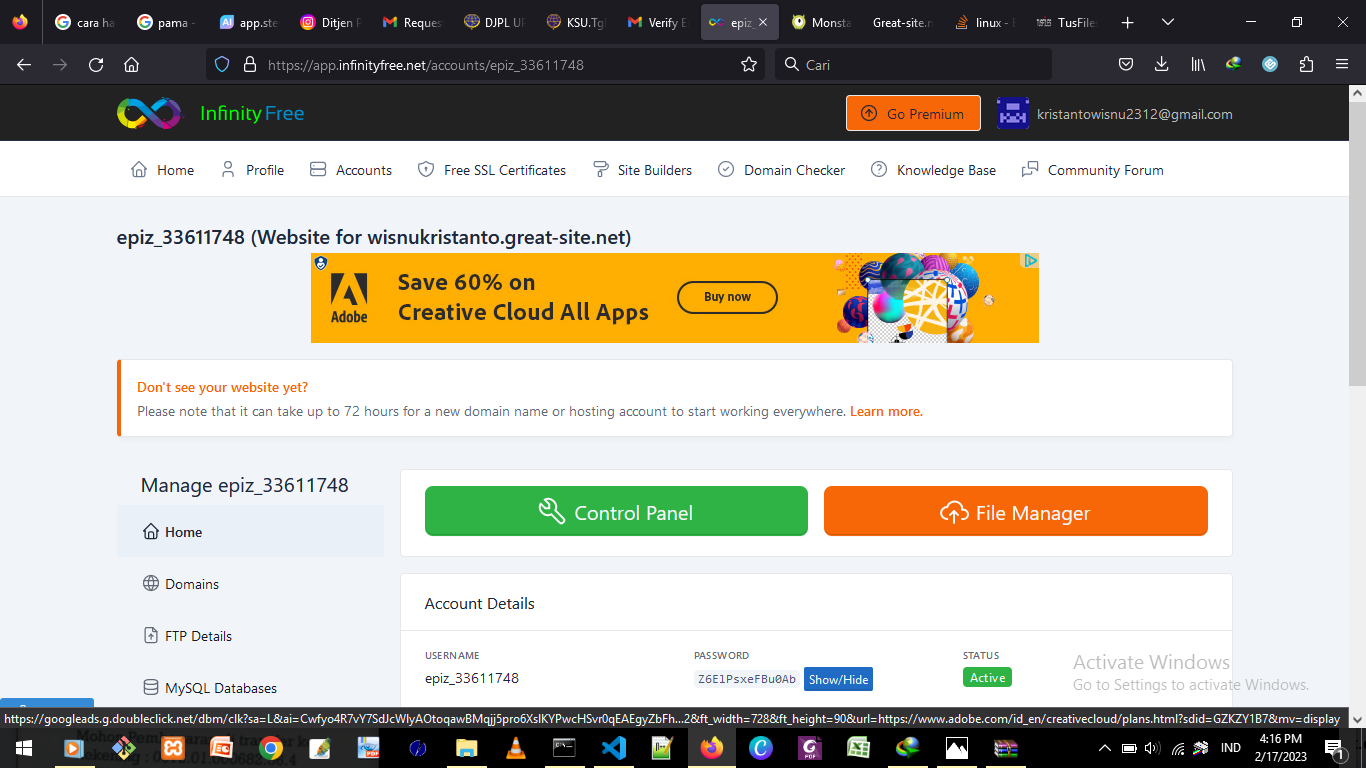 cara ha
pama -
app.ste
Ditjen P
Reques
DJPL UP
KSU.Tgl
Verify E
epiz_
Monsta
Great-site.n
linux -
TusFiles
https://app.infinityfree.net/accounts/epiz_33611748
Cari
InfinityFree
Go Premium
kristantowisnu2312@gmail.com
Home
Profile
Accounts
Free SSL Certificates
Site Builders
Domain Checker
Knowledge Base
Community Forum
epiz_33611748 (Website for wisnukristanto.great-site.net)
Adobe
Save 60% on
Creative Cloud All Apps
Buy now
Don't see your website yet?
Please note that it can take up to 72 hours for a new domain name or hosting account to start working everywhere. Learn more.
Manage epiz_33611748
Home
Domains
FTP Details
MySQL Databases
Control Panel
File Manager
Account Details
USERNAME
PASSWORD
STATUS
epiz_33611748
Z6ElPsxeFBu0Ab
Show/Hide
Active
Activate Windows
Go to Settings to activate Windows.
https://googleads.g.doubleclick.net/dbm/clk?sa=L&ai=Cwfyo4R7vY7SdJcWlyAOtoqawBMqjj5pro6XsIKYPwcHSvr0qEAEgyZbFh…2&ft_width=728&ft_height=90&url=https://www.adobe.com/id_en/creativecloud/plans.html?sdid=GZKZY1B7&mv=display
IND
4:16 PM
2/17/2023
1